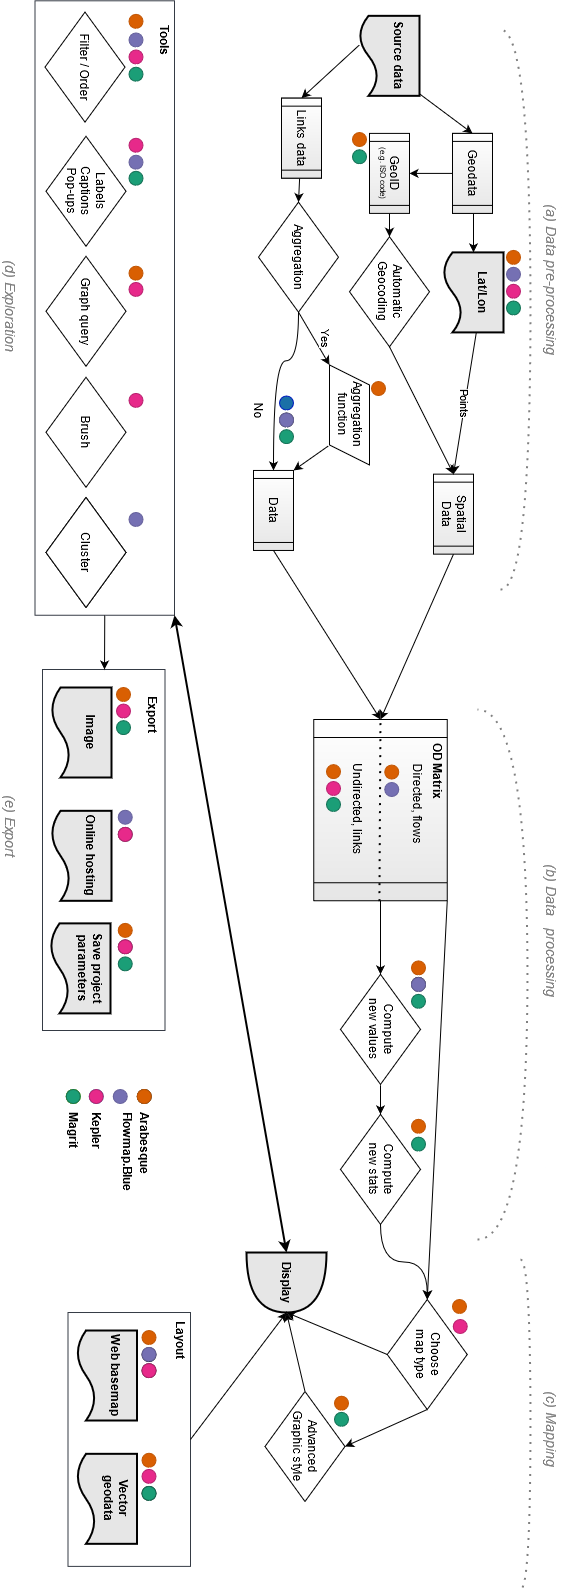 (a) Data pre-processing
Source data
Geodata
Lat/Lon
GeoID
(e.g. ISO code)
Automatic
Geocoding
Points
Spatial
Data
Links data
Aggregation
Yes
No
Aggregation
function
Data
(b) Data processing
OD Matrix
Directed, flows
Undirected, links
Compute
new values
Compute
new stats
(c) Mapping
Choose
map type
Advanced
Graphic style
Display
Layout
Web basemap
Vector
geodata
Tools
Filter / Order
Labels
Captions
Pop-ups
Graph query
Brush
Cluster
(d) Exploration
Export
Image
Online hosting
Save project
parameters
(e) Export
Arabesque
Flowmap.Blue
Kepler
Magrit